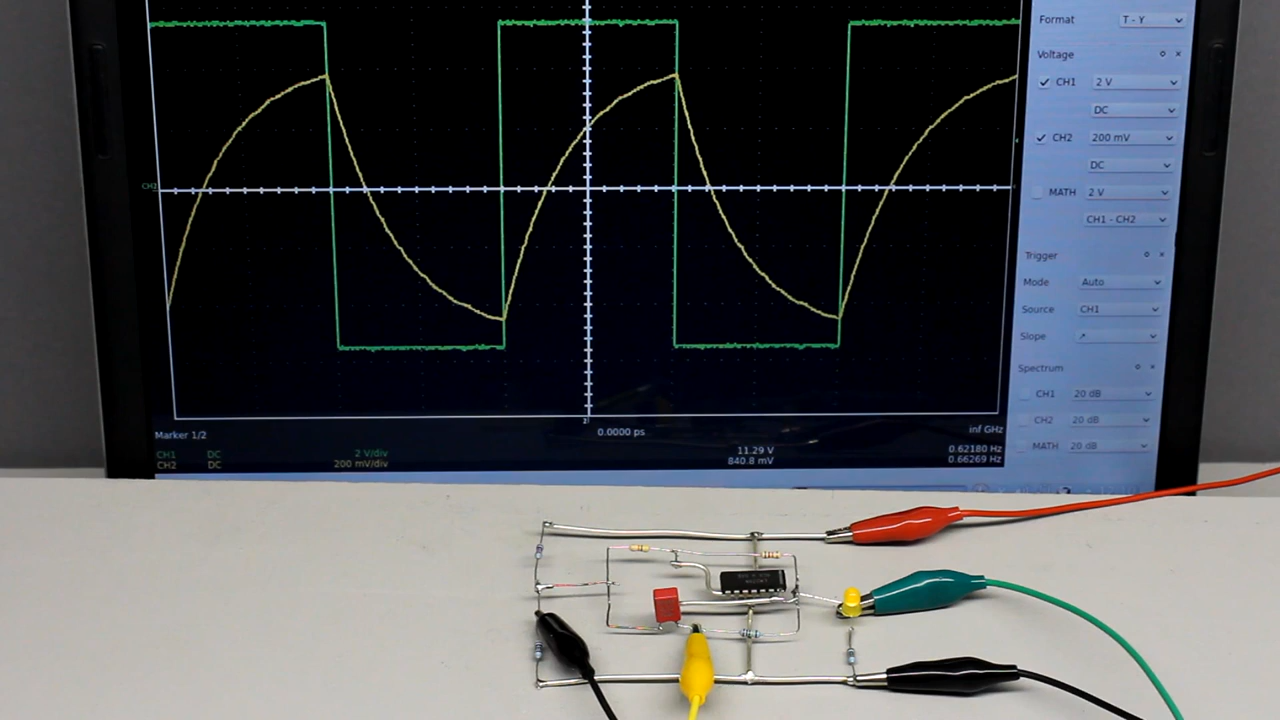 Format T - Y
Voltage
CH1 2 V
DC
CH2 200 mV
DC
MATH 2 V
CH1 - CH2
Trigger
Mode Auto
Source CH1
Slope
Spectrum
CH1 20 dB
CH2 20 dB
MATH 20 dB
CH2
Marker 1/2
0.0000 ps
inf GHz
CH1 DC 2 V/div 11.29 V 0.62180 Hz
CH2 DC 200 mV/div 840.8 mV 0.66269 Hz